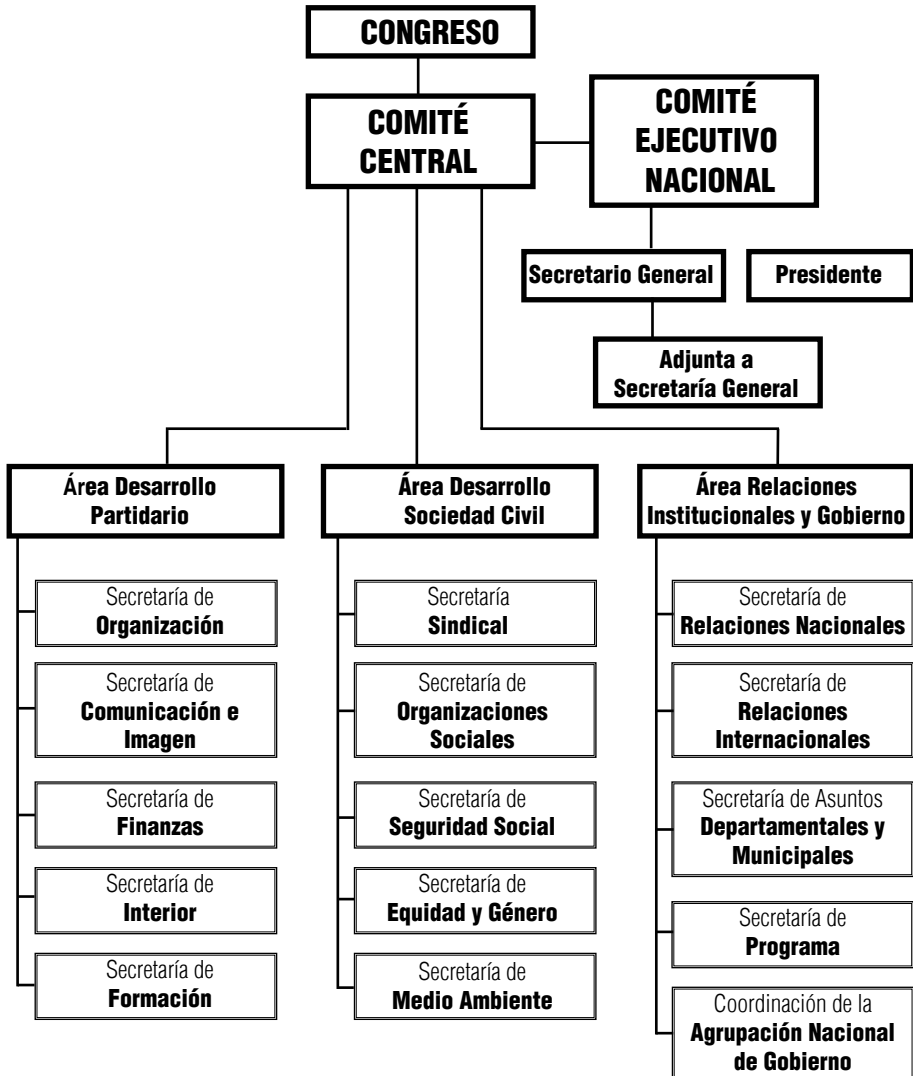 CONGRESO
COMITÉ
CENTRAL
COMITÉ
EJECUTIVO
NACIONAL
Secretario General
Presidente
Adjunta a
Secretaría General
Área Desarrollo
Partidario
Secretaría de
Organización
Secretaría de
Comunicación e
Imagen
Secretaría de
Finanzas
Secretaría de
Interior
Secretaría de
Formación
Área Desarrollo
Sociedad Civil
Secretaría
Sindical
Secretaría de
Organizaciones
Sociales
Secretaría de
Seguridad Social
Secretaría de
Equidad y Género
Secretaría de
Medio Ambiente
Área Relaciones
Institucionales y Gobierno
Secretaría de
Relaciones Nacionales
Secretaría de
Relaciones
Internacionales
Secretaría de Asuntos
Departamentales y
Municipales
Secretaría de
Programa
Coordinación de la
Agrupación Nacional
de Gobierno